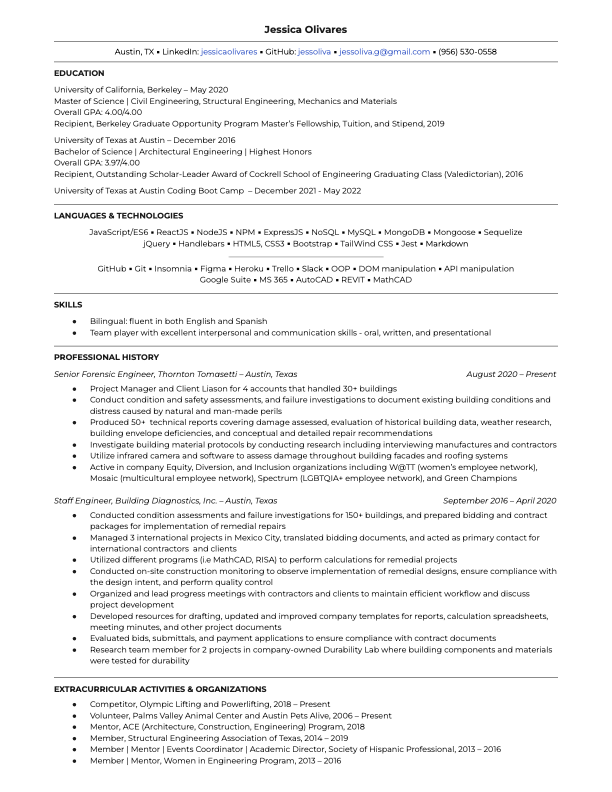 Jessica Olivares
Austin, TX ▪ LinkedIn: jessicaolivares ▪ GitHub: jessoliva ▪ jessoliva.g@gmail.com ▪ (956) 530-0558
EDUCATION
University of California, Berkeley – May 2020
Master of Science | Civil Engineering, Structural Engineering, Mechanics and Materials
Overall GPA: 4.00/4.00
Recipient, Berkeley Graduate Opportunity Program Master's Fellowship, Tuition, and Stipend, 2019
University of Texas at Austin – December 2016
Bachelor of Science | Architectural Engineering | Highest Honors
Overall GPA: 3.97/4.00
Recipient, Outstanding Scholar-Leader Award of Cockrell School of Engineering Graduating Class (Valedictorian), 2016
University of Texas at Austin Coding Boot Camp – December 2021 - May 2022
LANGUAGES & TECHNOLOGIES
JavaScript/ES6 ▪ ReactJS ▪ NodeJS ▪ NPM ▪ ExpressJS ▪ NoSQL ▪ MySQL ▪ MongoDB ▪ Mongoose ▪ Sequelize
jQuery ▪ Handlebars ▪ HTML5, CSS3 ▪ Bootstrap ▪ TailWind CSS ▪ Jest ▪ Markdown
GitHub ▪ Git ▪ Insomnia ▪ Figma ▪ Heroku ▪ Trello ▪ Slack ▪ OOP ▪ DOM manipulation ▪ API manipulation
Google Suite ▪ MS 365 ▪ AutoCAD ▪ REVIT ▪ MathCAD
SKILLS
● Bilingual: fluent in both English and Spanish
● Team player with excellent interpersonal and communication skills - oral, written, and presentational
PROFESSIONAL HISTORY
Senior Forensic Engineer, Thornton Tomasetti – Austin, Texas August 2020 – Present
● Project Manager and Client Liason for 4 accounts that handled 30+ buildings
● Conduct condition and safety assessments, and failure investigations to document existing building conditions and
distress caused by natural and man-made perils
● Produced 50+ technical reports covering damage assessed, evaluation of historical building data, weather research,
building envelope deficiencies, and conceptual and detailed repair recommendations
● Investigate building material protocols by conducting research including interviewing manufactures and contractors
● Utilize infrared camera and software to assess damage throughout building facades and roofing systems
● Active in company Equity, Diversion, and Inclusion organizations including W@TT (women's employee network),
Mosaic (multicultural employee network), Spectrum (LGBTQIA+ employee network), and Green Champions
Staff Engineer, Building Diagnostics, Inc. – Austin, Texas September 2016 – April 2020
● Conducted condition assessments and failure investigations for 150+ buildings, and prepared bidding and contract
packages for implementation of remedial repairs
● Managed 3 international projects in Mexico City, translated bidding documents, and acted as primary contact for
international contractors and clients
● Utilized different programs (i.e MathCAD, RISA) to perform calculations for remedial projects
● Conducted on-site construction monitoring to observe implementation of remedial designs, ensure compliance with
the design intent, and perform quality control
● Organized and lead progress meetings with contractors and clients to maintain efficient workflow and discuss
project development
● Developed resources for drafting, updated and improved company templates for reports, calculation spreadsheets,
meeting minutes, and other project documents
● Evaluated bids, submittals, and payment applications to ensure compliance with contract documents
● Research team member for 2 projects in company-owned Durability Lab where building components and materials
were tested for durability
EXTRACURRICULAR ACTIVITIES & ORGANIZATIONS
● Competitor, Olympic Lifting and Powerlifting, 2018 – Present
● Volunteer, Palms Valley Animal Center and Austin Pets Alive, 2006 – Present
● Mentor, ACE (Architecture, Construction, Engineering) Program, 2018
● Member, Structural Engineering Association of Texas, 2014 – 2019
● Member | Mentor | Events Coordinator | Academic Director, Society of Hispanic Professional, 2013 – 2016
● Member | Mentor, Women in Engineering Program, 2013 – 2016